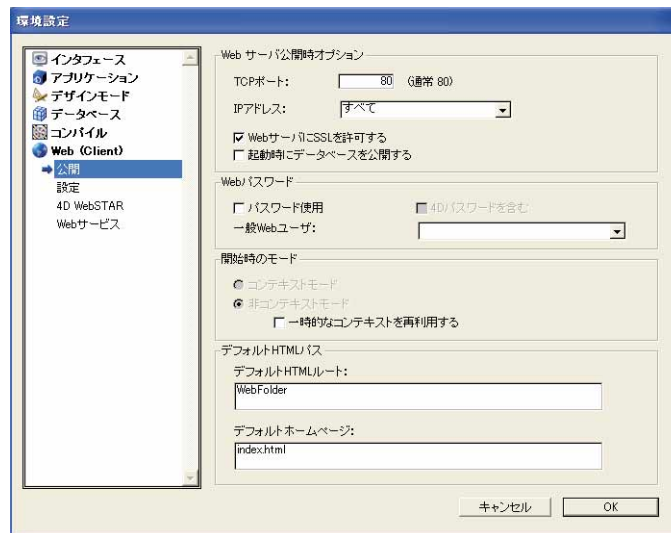 環境設定
インタフェース
アプリケーション
デザインモード
データベース
コンパイル
Web (Client)
公開
設定
4D WebSTAR
Webサービス
Web サーバ公開時オプション
TCPポート: 80 (通常 80)
IPアドレス: すべて
WebサーバにSSLを許可する
起動時にデータベースを公開する
Webパスワード
パスワード使用 4Dパスワードを含む
一般Webユーザ:
開始時のモード
コンテキストモード
非コンテキストモード
一時的なコンテキストを再利用する
デフォルトHTMLパス
デフォルトHTMLルート:
WebFolder
デフォルトホームページ:
index.html
キャンセル OK